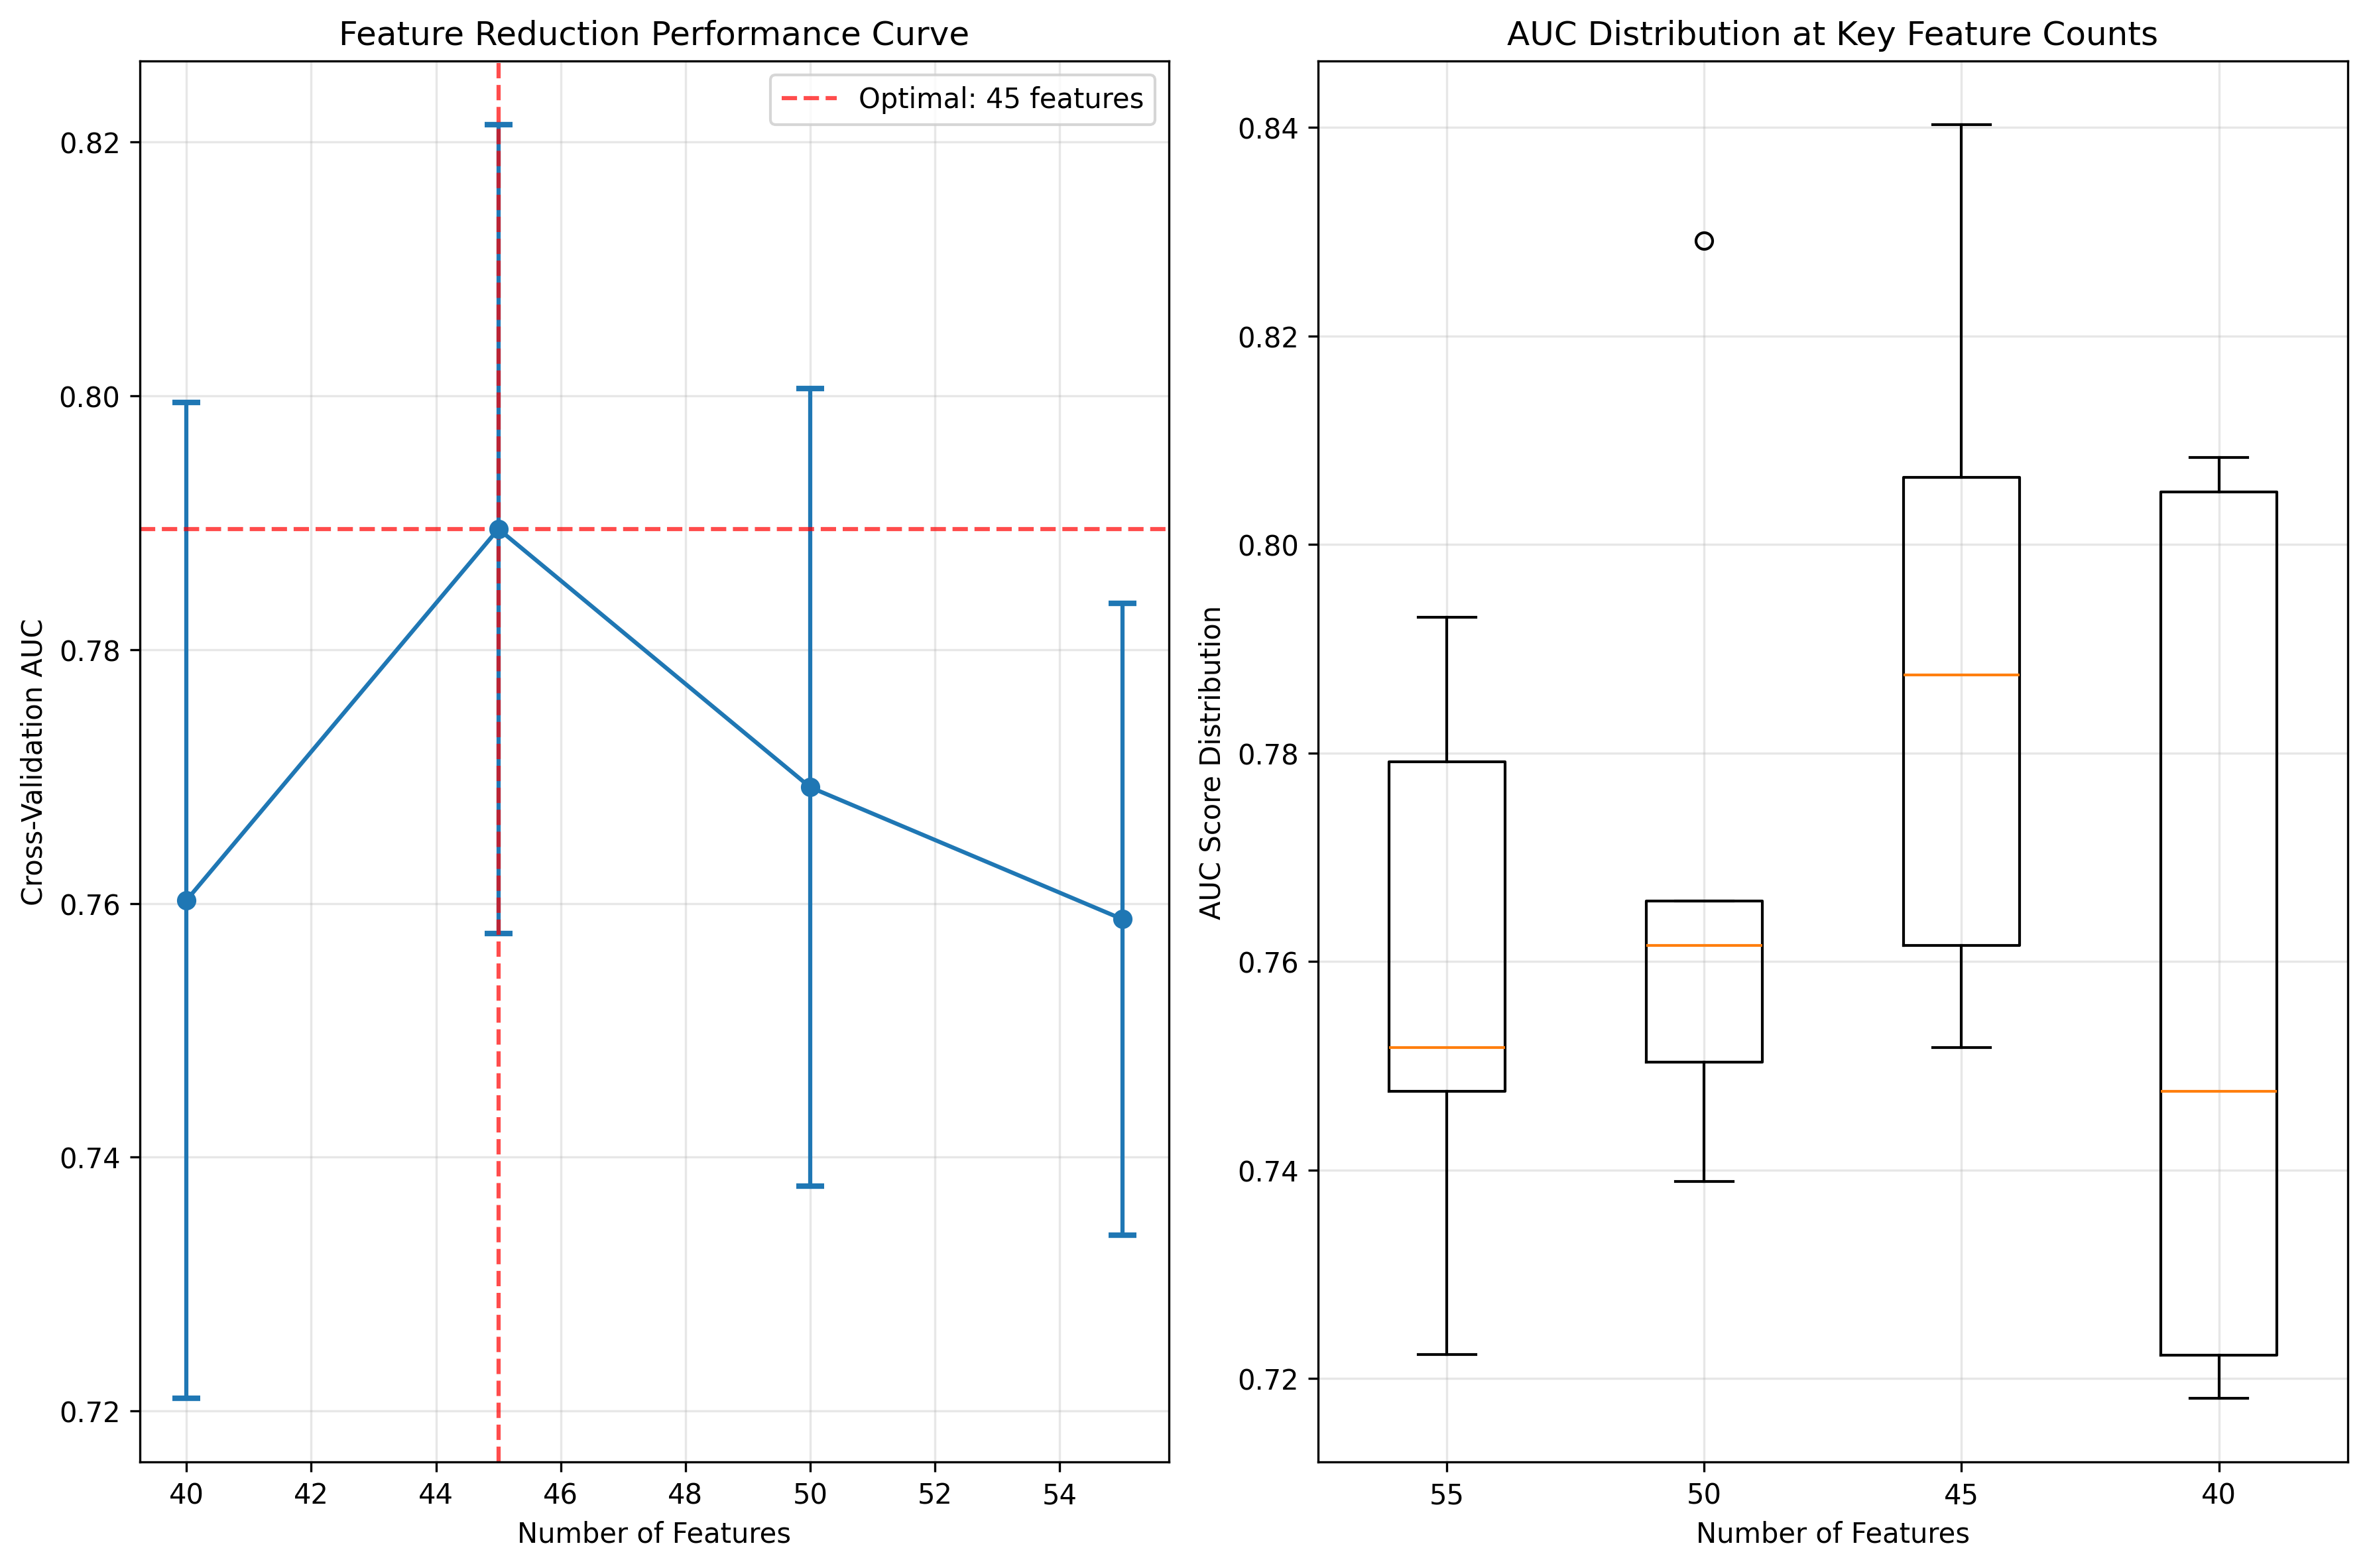 Feature Reduction Performance Curve
Optimal: 45 features
0.82
0.80
0.78
0.76
0.74
0.72
Cross-Validation AUC
40 42 44 46 48 50 52 54
Number of Features
AUC Distribution at Key Feature Counts
0.84
0.82
0.80
0.78
0.76
0.74
0.72
AUC Score Distribution
55 50 45 40
Number of Features